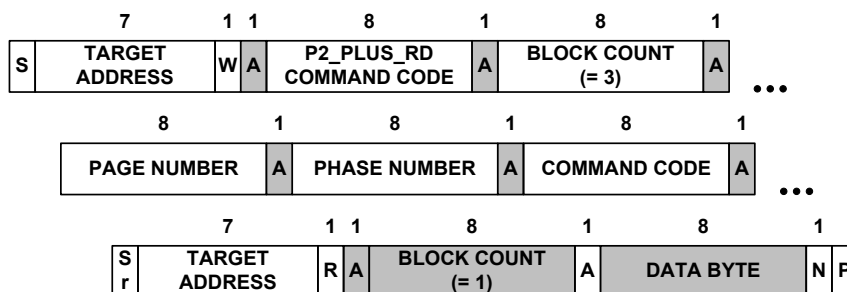 7 1 1 8 1 8 1
S TARGET ADDRESS W A P2_PLUS_RD COMMAND CODE A BLOCK COUNT (= 3) A
8 1 8 1 8 1
PAGE NUMBER A PHASE NUMBER A COMMAND CODE A
7 1 1 8 1 8 1
Sr TARGET ADDRESS R A BLOCK COUNT (= 1) A DATA BYTE N P